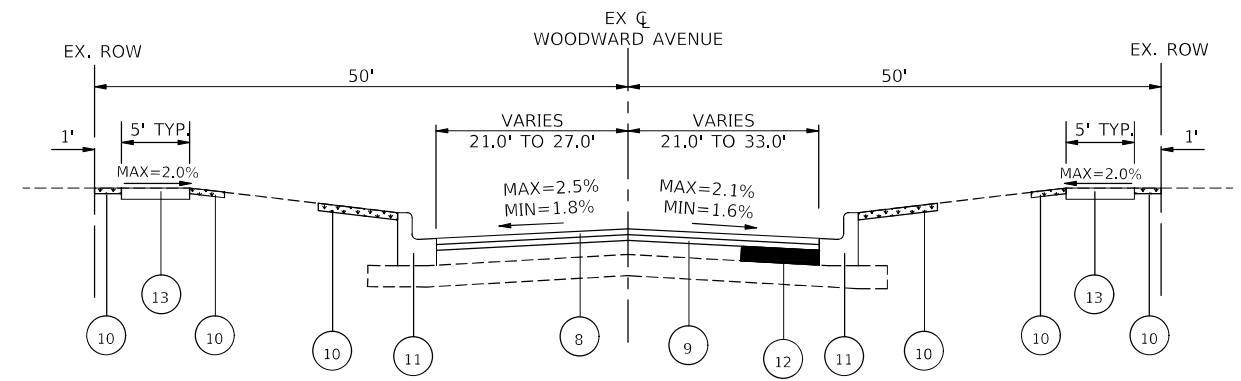 EX ℄
WOODWARD AVENUE
EX. ROW
EX. ROW
50'
50'
1'
5' TYP.
VARIES
21.0' TO 27.0'
VARIES
21.0' TO 33.0'
5' TYP.
1'
MAX=2.0%
MAX=2.5%
MIN=1.8%
MAX=2.1%
MIN=1.6%
MAX=2.0%
13
13
10
10
10
11
8
9
12
11
10
10
10